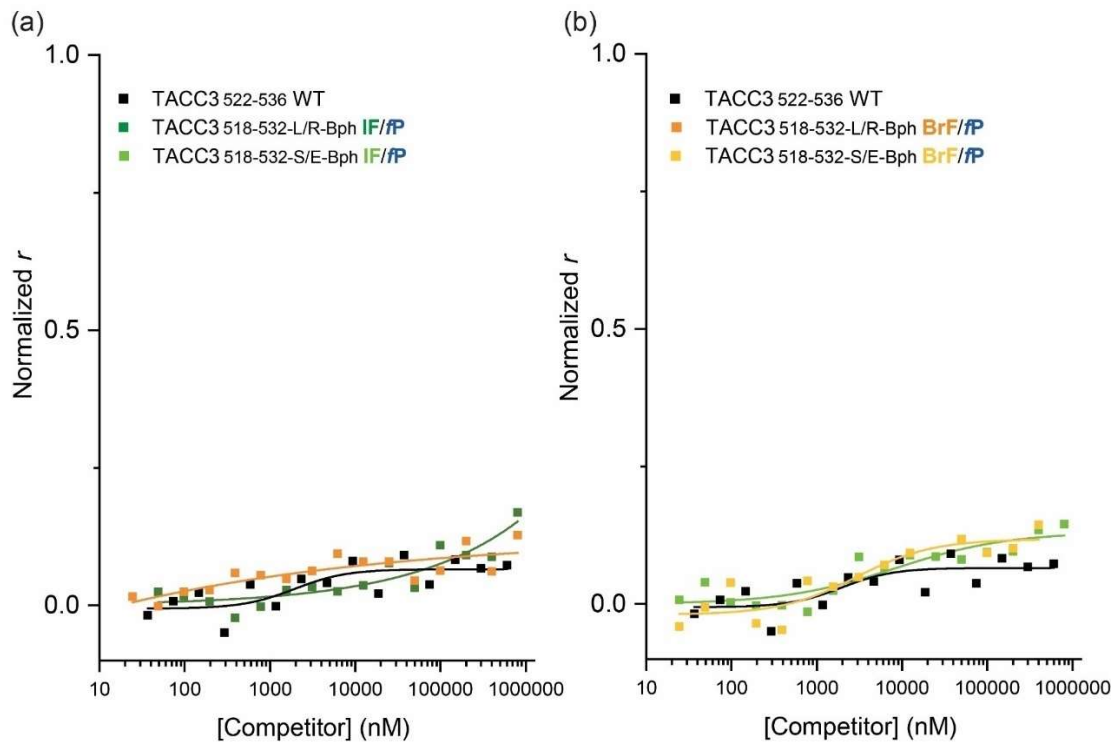 (a)
1.0
TACC3 522-536 WT
TACC3 518-532-L/R-Bph IF/fP
TACC3 518-532-S/E-Bph IF/fP
Normalized r
0.5
0.0
10 100 1000 10000 100000 1000000
[Competitor] (nM)
(b)
1.0
TACC3 522-536 WT
TACC3 518-532-L/R-Bph BrF/fP
TACC3 518-532-S/E-Bph BrF/fP
Normalized r
0.5
0.0
10 100 1000 10000 100000 1000000
[Competitor] (nM)